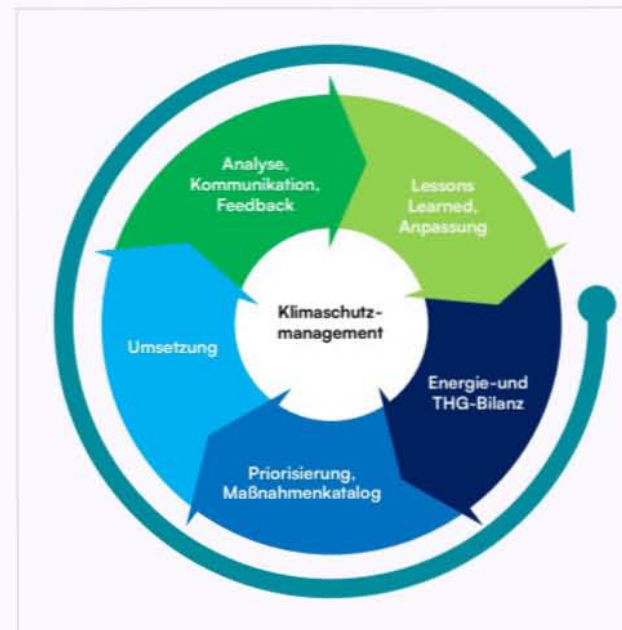 Analyse,
Kommunikation,
Feedback
Lessons
Learned,
Anpassung
Klimaschutz-
management
Umsetzung
Energie-und
THG-Bilanz
Priorisierung,
Maßnahmenkatalog